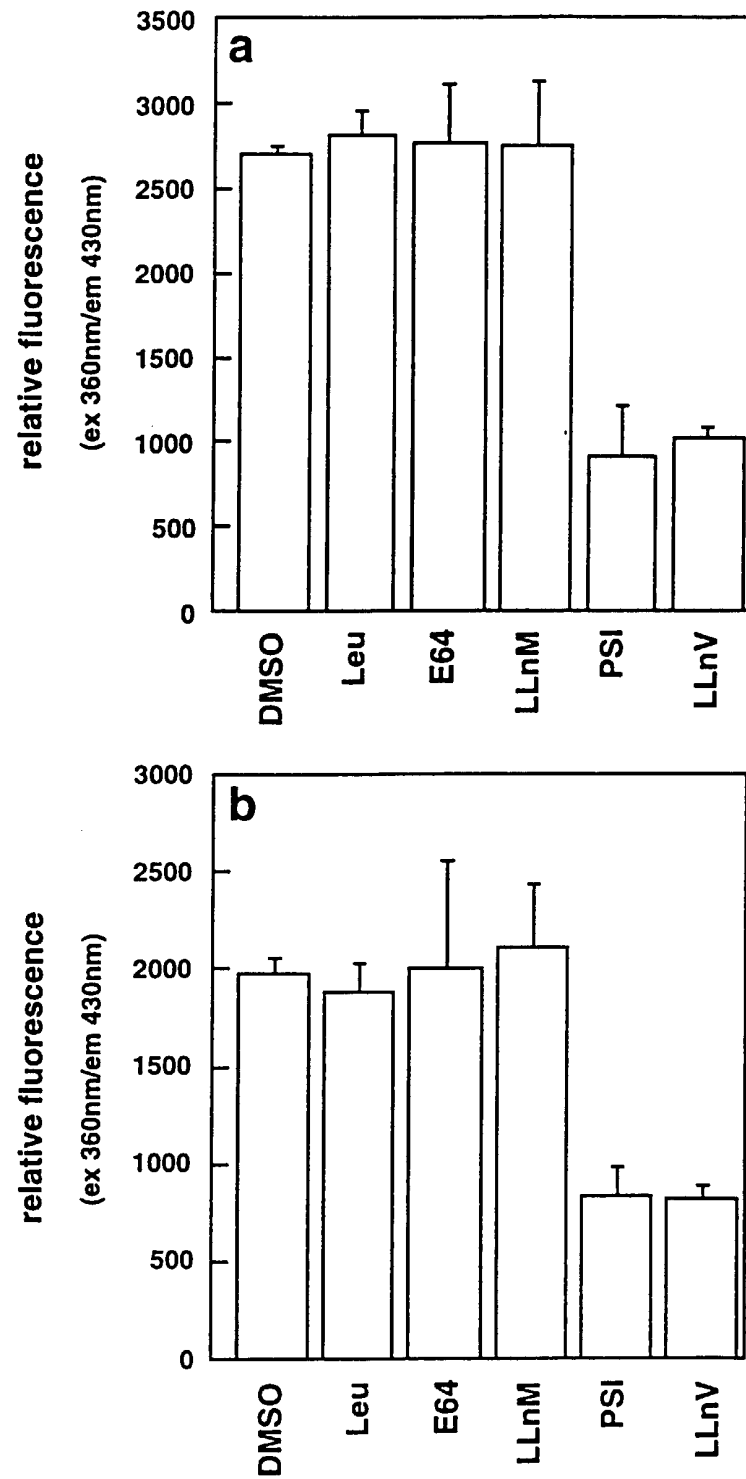 a
3500
3000
2500
2000
1500
1000
500
0
relative fluorescence
(ex 360nm/em 430nm)
DMSO
Leu
E64
LLnM
PSI
LLnV
b
3000
2500
2000
1500
1000
500
0
relative fluorescence
(ex 360nm/em 430nm)
DMSO
Leu
E64
LLnM
PSI
LLnV